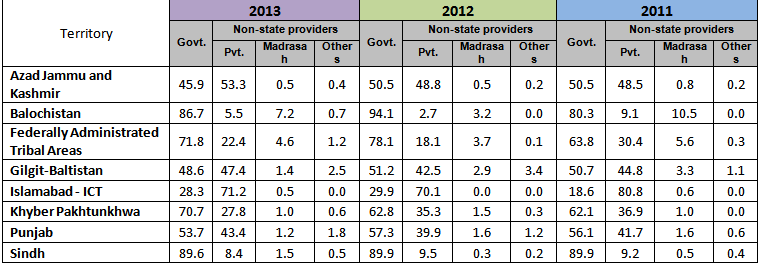 Territory 2013 2012 2011
Govt. Non-state providers Govt. Non-state providers Govt. Non-state providers
Pvt. Madrasah Others Pvt. Madrasah Others Pvt. Madrasah Others
Azad Jammu and Kashmir 45.9 53.3 0.5 0.4 50.5 48.8 0.5 0.2 50.5 48.5 0.8 0.2
Balochistan 86.7 5.5 7.2 0.7 94.1 2.7 3.2 0.0 80.3 9.1 10.5 0.0
Federally Administrated Tribal Areas 71.8 22.4 4.6 1.2 78.1 18.1 3.7 0.1 63.8 30.4 5.6 0.3
Gilgit-Baltistan 48.6 47.4 1.4 2.5 51.2 42.5 2.9 3.4 50.7 44.8 3.3 1.1
Islamabad - ICT 28.3 71.2 0.5 0.0 29.9 70.1 0.0 0.0 18.6 80.8 0.6 0.0
Khyber Pakhtunkhwa 70.7 27.8 1.0 0.6 62.8 35.3 1.5 0.3 62.1 36.9 1.0 0.0
Punjab 53.7 43.4 1.2 1.8 57.3 39.9 1.6 1.2 56.1 41.7 1.6 0.6
Sindh 89.6 8.4 1.5 0.5 89.9 9.5 0.3 0.2 89.9 9.2 0.5 0.4